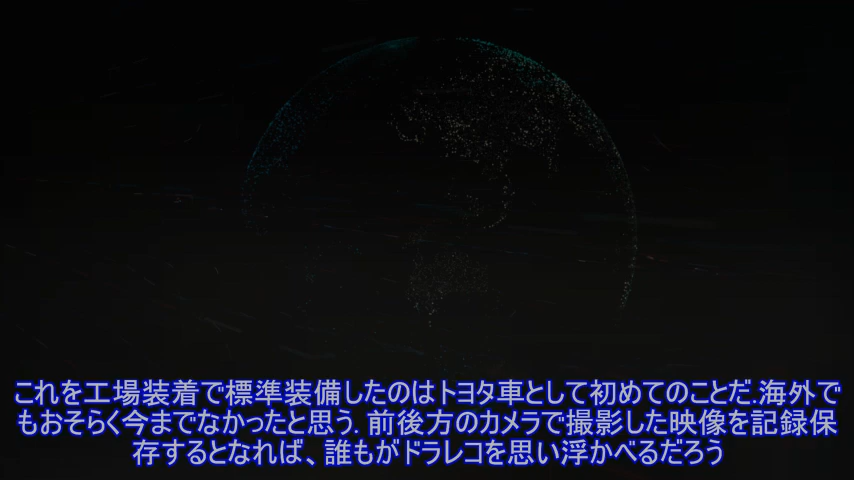 これを工場装着で標準装備したのはトヨタ車として初めてのことだ.海外で
もおそらく今までなかったと思う. 前後方のカメラで撮影した映像を記録保
存するとなれば、誰もがドラレコを思い浮かべるだろう